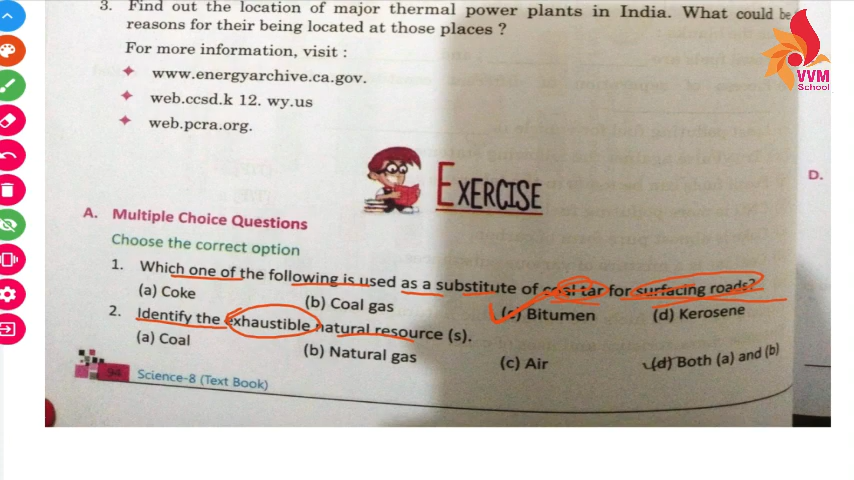 3. Find out the location of major thermal power plants in India. What could be
reasons for their being located at those places ?
For more information, visit :
www.energyarchive.ca.gov.
web.ccsd.k 12. wy.us
web.pcra.org.
VVM
School
D.
EXERCISE
A. Multiple Choice Questions
Choose the correct option
1. Which one of the following is used as a substitute of coal tar for surfacing roads?
(a) Coke (b) Coal gas (c) Bitumen (d) Kerosene
2. Identify the exhaustible natural resource (s).
(a) Coal (b) Natural gas (c) Air (d) Both (a) and (b)
94 Science-8 (Text Book)